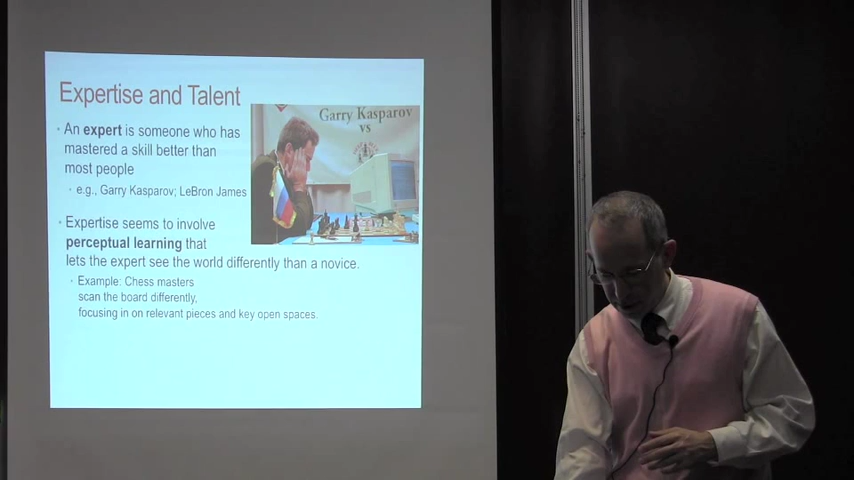 Expertise and Talent
Garry Kasparov
vs
• An expert is someone who has
mastered a skill better than
most people
• e.g., Garry Kasparov; LeBron James
• Expertise seems to involve
perceptual learning that
lets the expert see the world differently than a novice.
• Example: Chess masters
scan the board differently,
focusing in on relevant pieces and key open spaces.